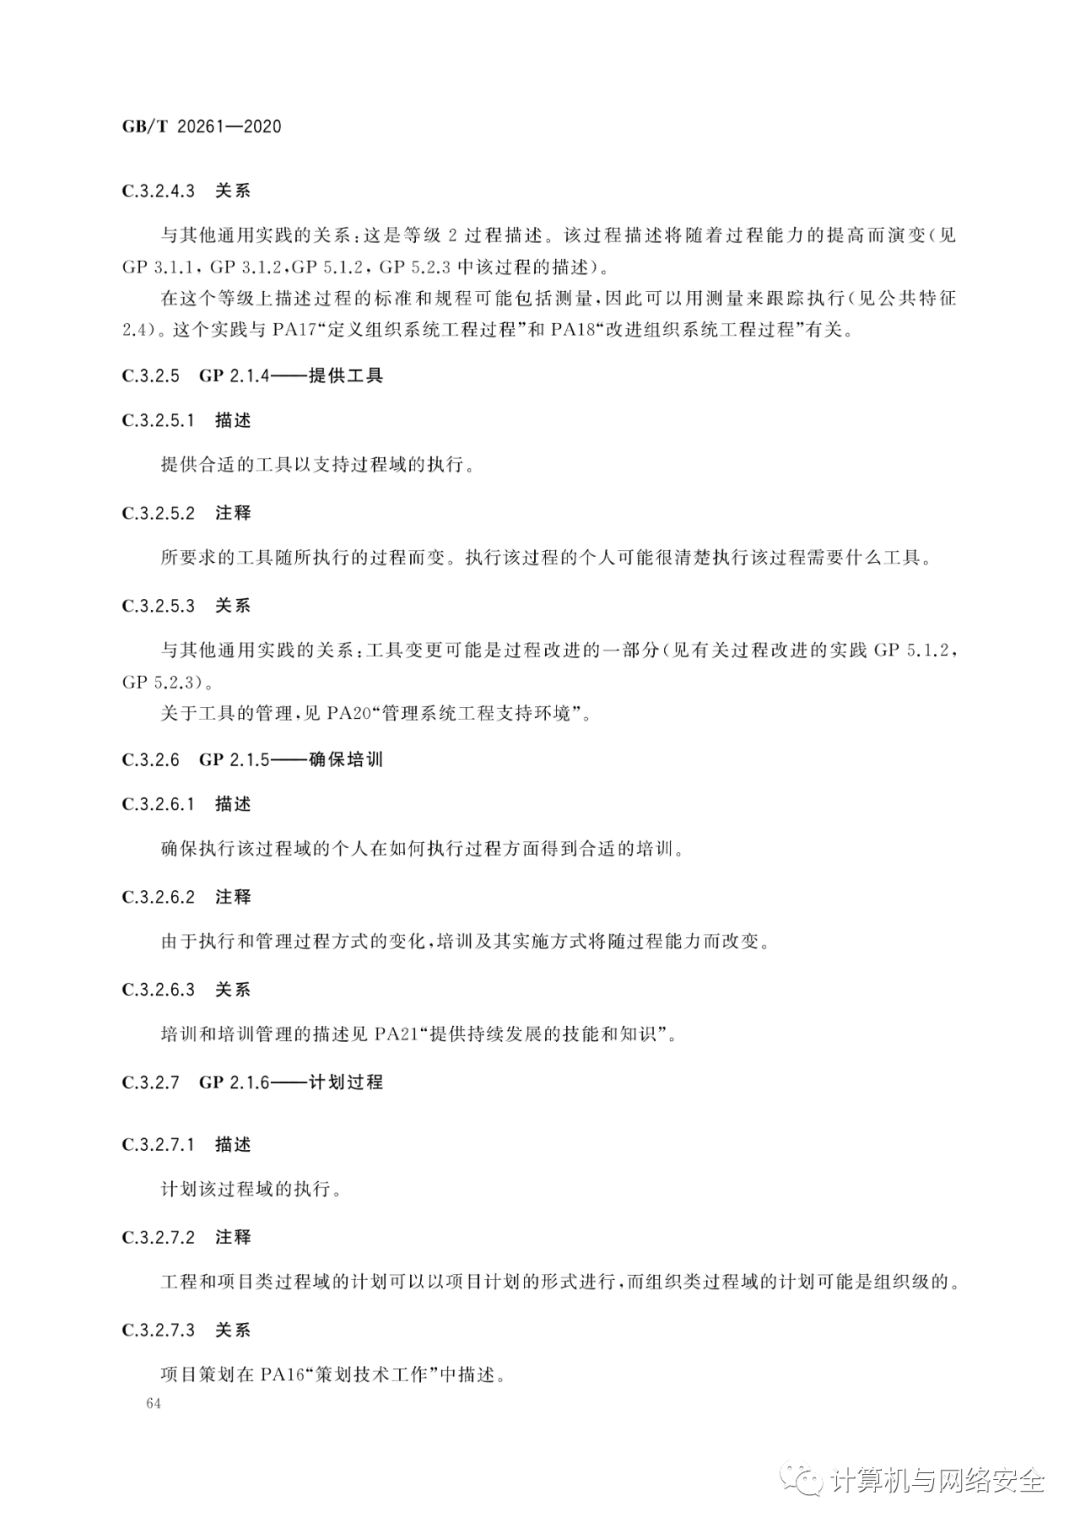 GB/T 20261—2020
C.3.2.4.3 关系
与其他通用实践的关系:这是等级 2 过程描述。该过程描述将随着过程能力的提高而演变(见
GP 3.1.1, GP 3.1.2,GP 5.1.2, GP 5.2.3 中该过程的描述)。
在这个等级上描述过程的标准和规程可能包括测量,因此可以用测量来跟踪执行(见公共特征
2.4)。这个实践与 PA17“定义组织系统工程过程”和 PA18“改进组织系统工程过程”有关。
C.3.2.5 GP 2.1.4——提供工具
C.3.2.5.1 描述
提供合适的工具以支持过程域的执行。
C.3.2.5.2 注释
所要求的工具随所执行的过程而变。执行该过程的个人可能很清楚执行该过程需要什么工具。
C.3.2.5.3 关系
与其他通用实践的关系:工具变更可能是过程改进的一部分(见有关过程改进的实践 GP 5.1.2,
GP 5.2.3)。
关于工具的管理,见 PA20“管理系统工程支持环境”。
C.3.2.6 GP 2.1.5——确保培训
C.3.2.6.1 描述
确保执行该过程域的个人在如何执行过程方面得到合适的培训。
C.3.2.6.2 注释
由于执行和管理过程方式的变化,培训及其实施方式将随过程能力而改变。
C.3.2.6.3 关系
培训和培训管理的描述见 PA21“提供持续发展的技能和知识”。
C.3.2.7 GP 2.1.6——计划过程
C.3.2.7.1 描述
计划该过程域的执行。
C.3.2.7.2 注释
工程和项目类过程域的计划可以以项目计划的形式进行,而组织类过程域的计划可能是组织级的。
C.3.2.7.3 关系
项目策划在 PA16“策划技术工作”中描述。
64
计算机与网络安全